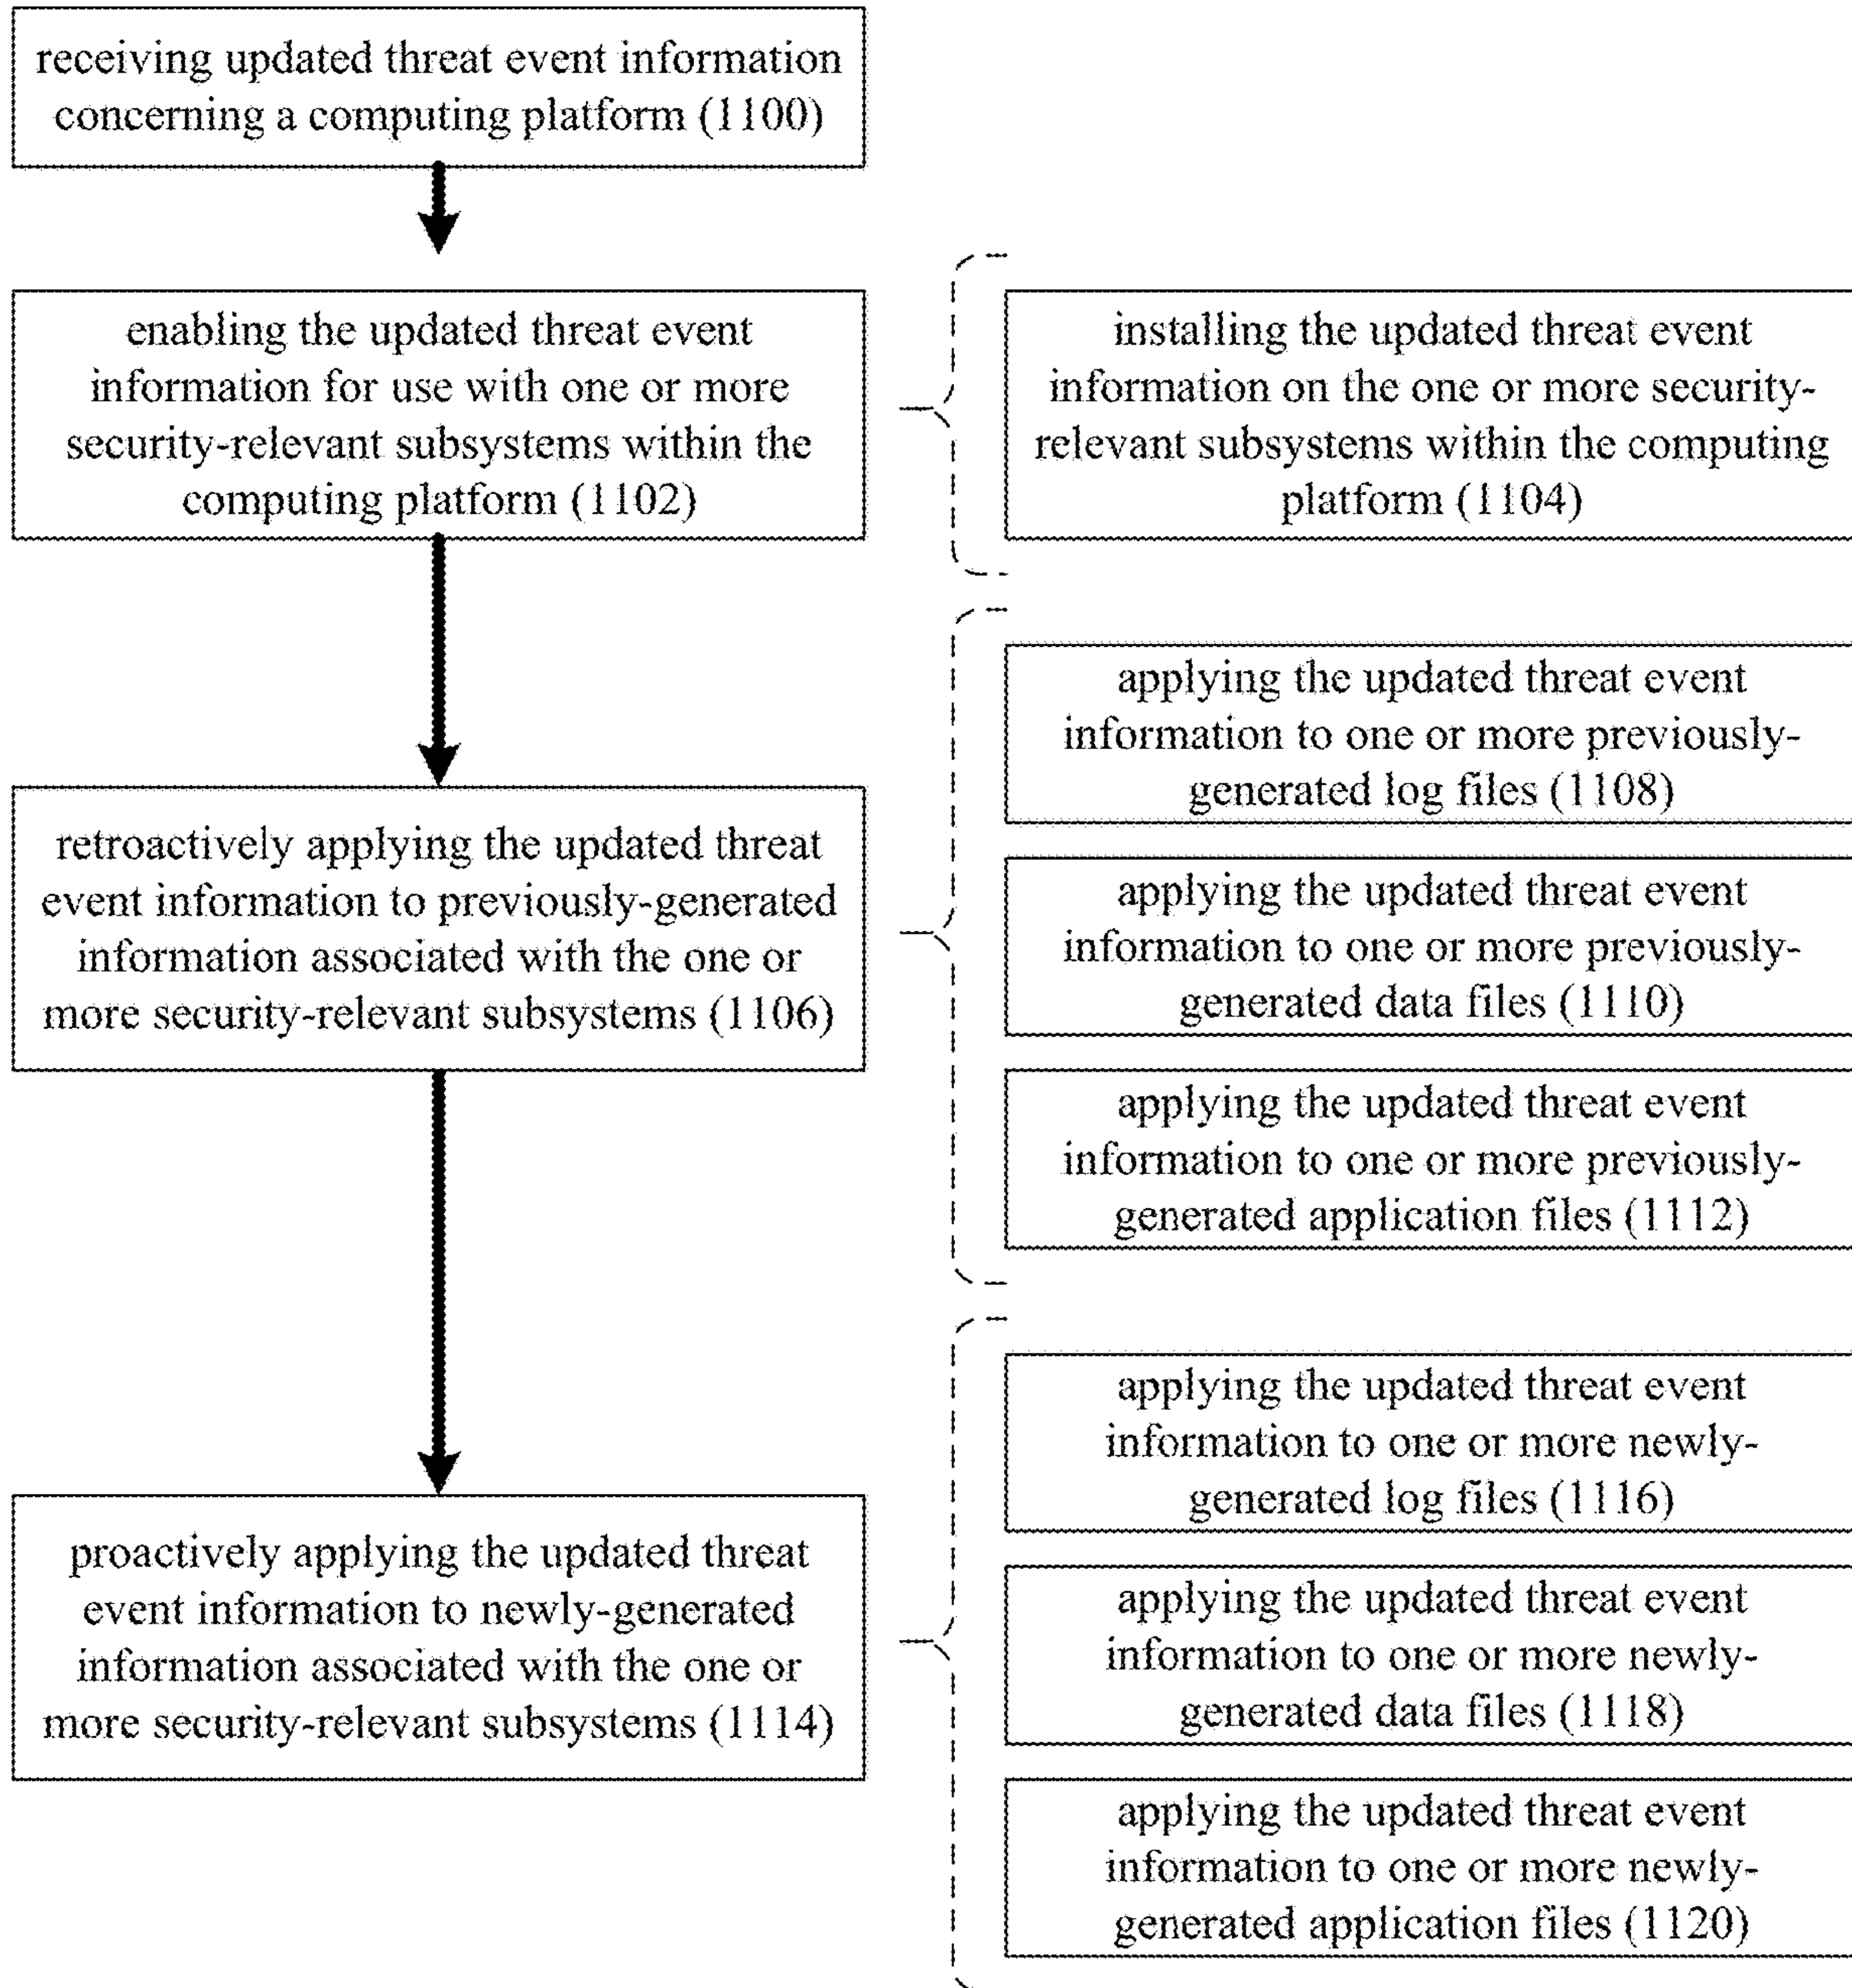 receiving updated threat event information
concerning a computing platform (1100)
enabling the updated threat event
information for use with one or more
security-relevant subsystems within the
computing platform (1102)
installing the updated threat event
information on the one or more security-
relevant subsystems within the computing
platform (1104)
retroactively applying the updated threat
event information to previously-generated
information associated with the one or
more security-relevant subsystems (1106)
applying the updated threat event
information to one or more previously-
generated log files (1108)
applying the updated threat event
information to one or more previously-
generated data files (1110)
applying the updated threat event
information to one or more previously-
generated application files (1112)
proactively applying the updated threat
event information to newly-generated
information associated with the one or
more security-relevant subsystems (1114)
applying the updated threat event
information to one or more newly-
generated log files (1116)
applying the updated threat event
information to one or more newly-
generated data files (1118)
applying the updated threat event
information to one or more newly-
generated application files (1120)